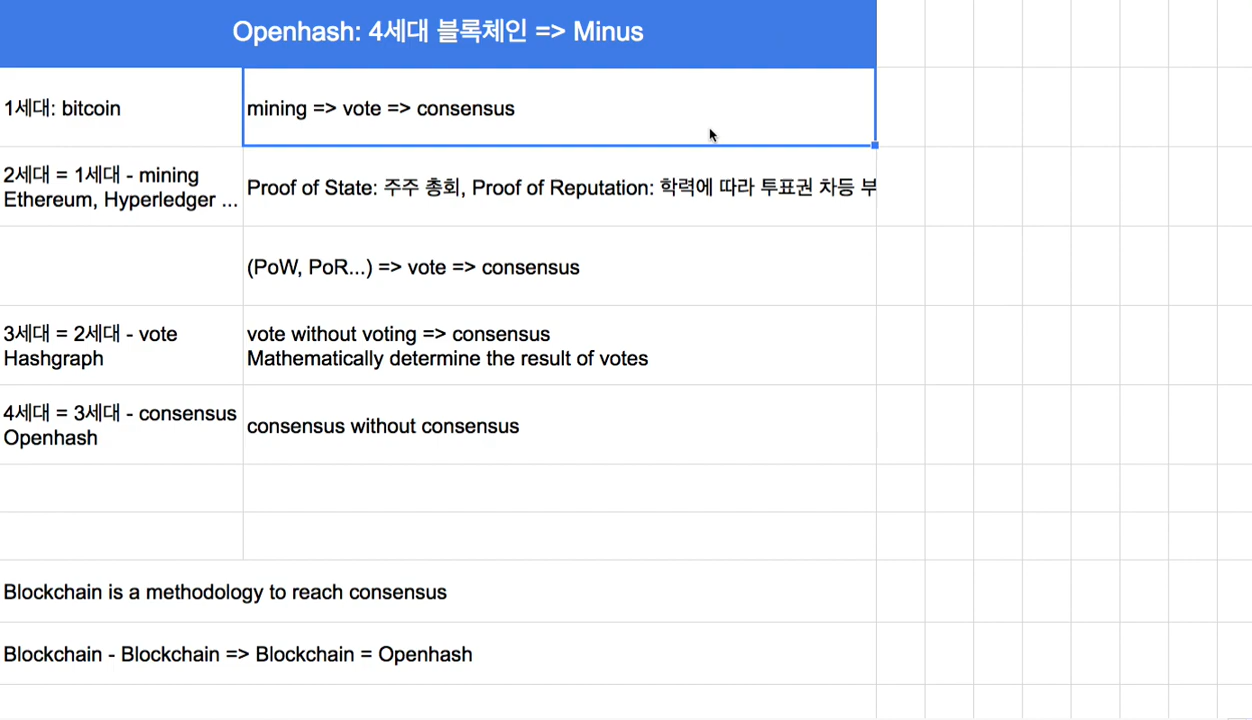 Openhash: 4세대 블록체인 => Minus
1세대: bitcoin
mining => vote => consensus
2세대 = 1세대 - mining
Ethereum, Hyperledger ...
Proof of State: 주주 총회, Proof of Reputation: 학력에 따라 투표권 차등 부
(PoW, PoR...) => vote => consensus
3세대 = 2세대 - vote
Hashgraph
vote without voting => consensus
Mathematically determine the result of votes
4세대 = 3세대 - consensus
Openhash
consensus without consensus
Blockchain is a methodology to reach consensus
Blockchain - Blockchain => Blockchain = Openhash